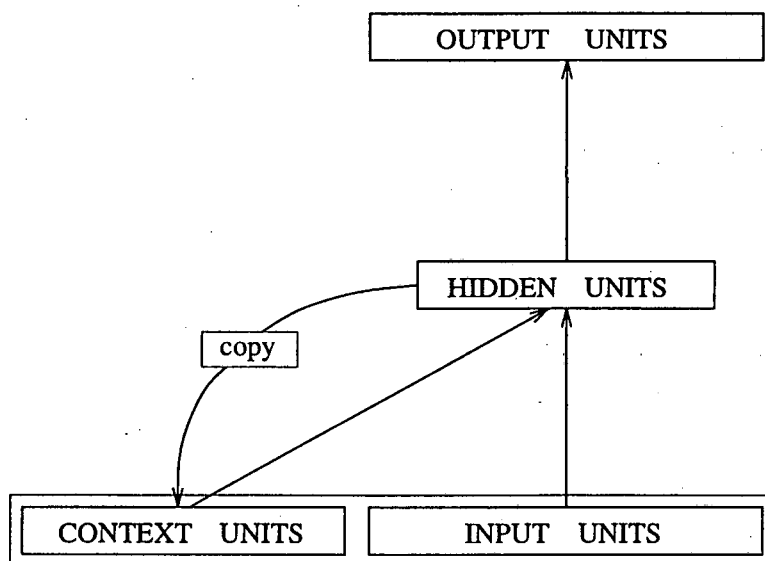 OUTPUT UNITS
HIDDEN UNITS
copy
CONTEXT UNITS
INPUT UNITS